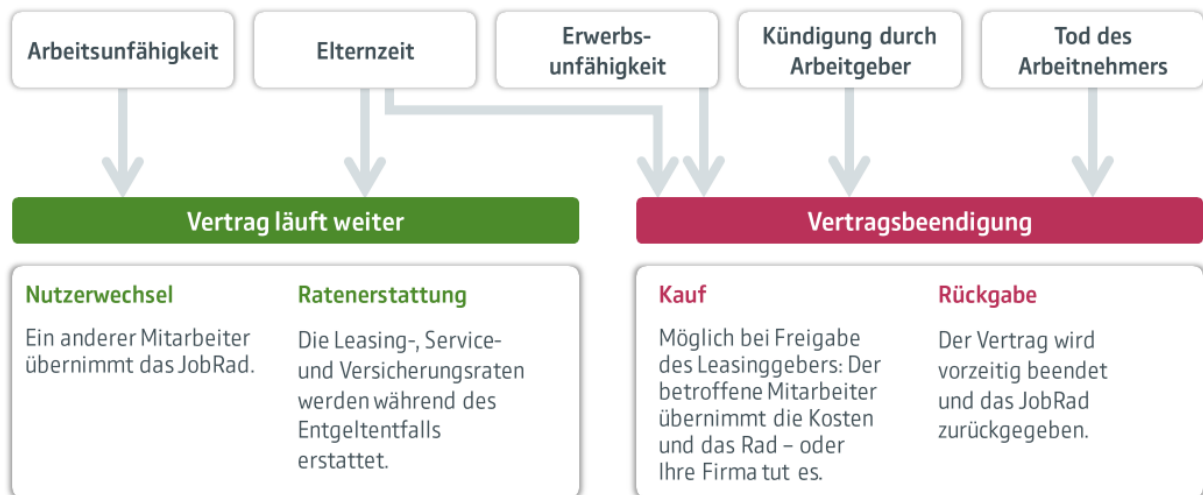 Arbeitsunfähigkeit
Elternzeit
Erwerbs-
unfähigkeit
Kündigung durch
Arbeitgeber
Tod des
Arbeitnehmers
Vertrag läuft weiter
Vertragsbeendigung
Nutzerwechsel
Ein anderer Mitarbeiter
übernimmt das JobRad.
Ratenerstattung
Die Leasing-, Service-
und Versicherungsraten
werden während des
Entgeltentfalls
erstattet.
Kauf
Möglich bei Freigabe
des Leasinggebers: Der
betroffene Mitarbeiter
übernimmt die Kosten
und das Rad – oder
Ihre Firma tut es.
Rückgabe
Der Vertrag wird
vorzeitig beendet
und das JobRad
zurückgegeben.